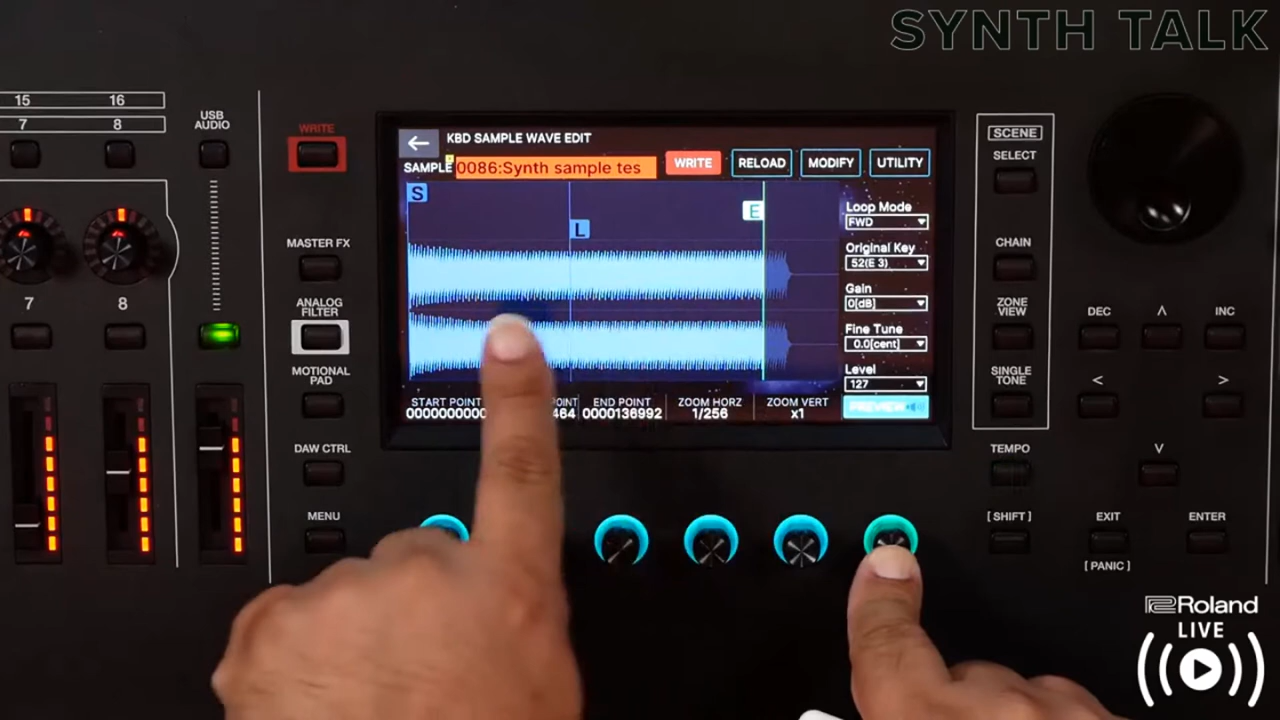 SYNTH TALK
15 16
7 8
USB
AUDIO
7 8
WRITE
MASTER FX
ANALOG
FILTER
MOTIONAL
PAD
DAW CTRL
MENU
KBD SAMPLE WAVE EDIT
SAMPLE 0086:Synth sample tes
WRITE RELOAD MODIFY UTILITY
S
L
E
Loop Mode
FWD
Original Key
52(E 3)
Gain
0[dB]
Fine Tune
0.0[cent]
Level
127
PREVIEW
START POINT POINT END POINT ZOOM HORZ ZOOM VERT
0000000000 464 0000136992 1/256 x1
SCENE
SELECT
CHAIN
ZONE
VIEW
SINGLE
TONE
TEMPO
[SHIFT]
DEC INC
EXIT ENTER
[PANIC]
Roland
LIVE